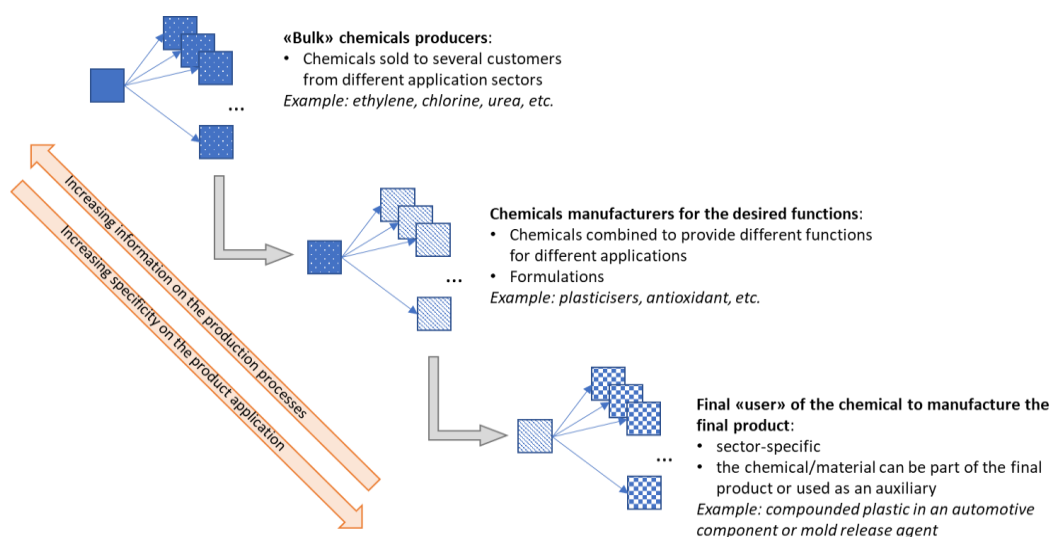 «Bulk» chemicals producers:
• Chemicals sold to several customers
from different application sectors
Example: ethylene, chlorine, urea, etc.
...
Increasing information on the production processes
Increasing specificity on the product application
Chemicals manufacturers for the desired functions:
• Chemicals combined to provide different functions
for different applications
• Formulations
Example: plasticisers, antioxidant, etc.
...
Final «user» of the chemical to manufacture the
final product:
• sector-specific
• the chemical/material can be part of the final
product or used as an auxiliary
Example: compounded plastic in an automotive
component or mold release agent
...